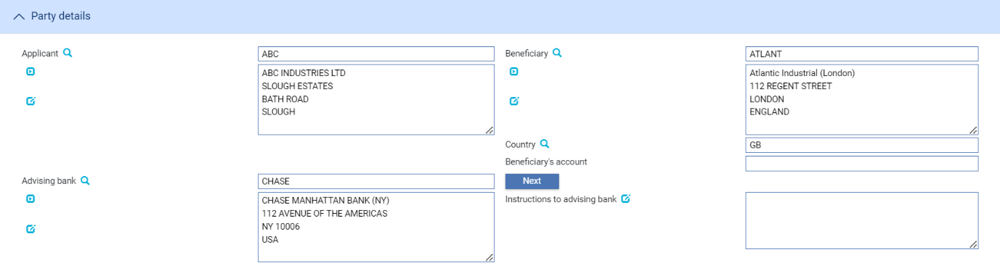 Party details
Applicant
ABC
ABC INDUSTRIES LTD
SLOUGH ESTATES
BATH ROAD
SLOUGH
Beneficiary
ATLANT
Atlantic Industrial (London)
112 REGENT STREET
LONDON
ENGLAND
Country
GB
Beneficiary's account
Advising bank
CHASE
CHASE MANHATTAN BANK (NY)
112 AVENUE OF THE AMERICAS
NY 10006
USA
Next
Instructions to advising bank